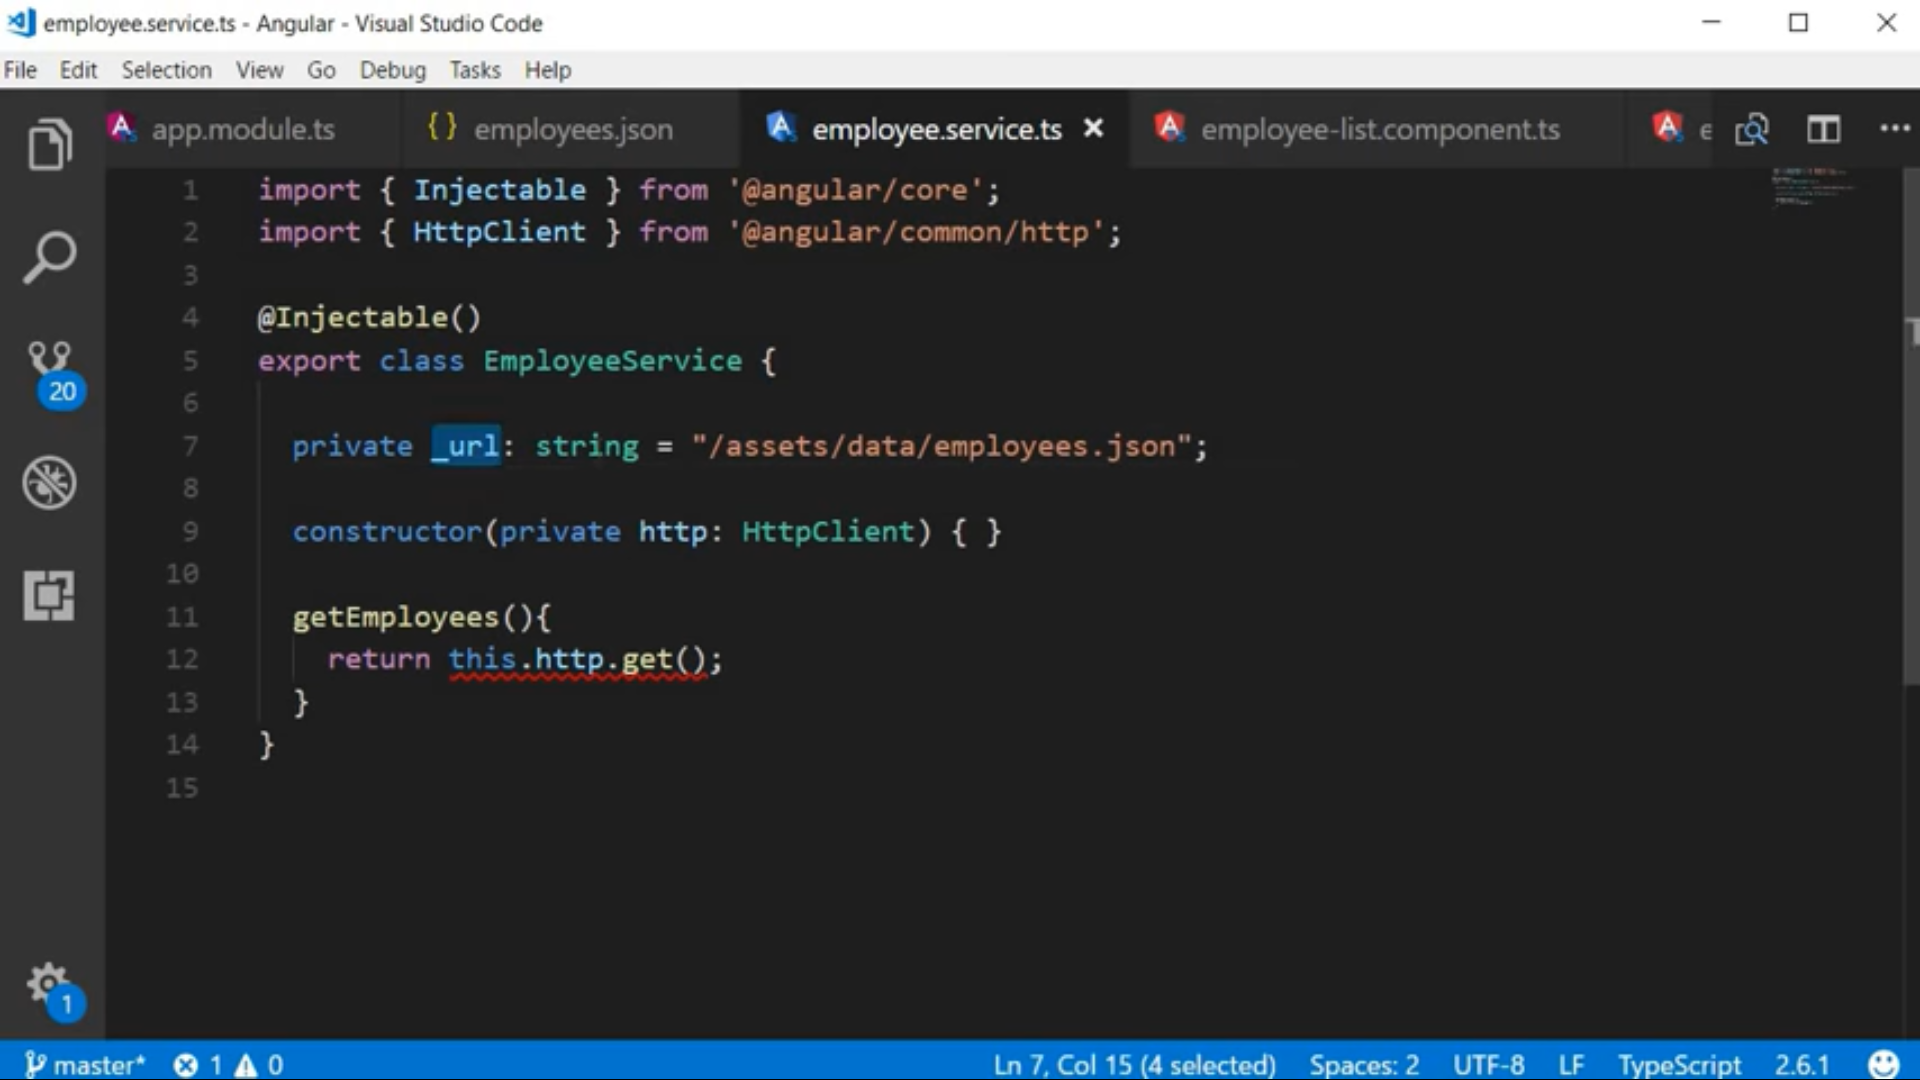 employee.service.ts - Angular - Visual Studio Code
File Edit Selection View Go Debug Tasks Help
app.module.ts {} employees.json employee.service.ts employee-list.component.ts e
1 import { Injectable } from '@angular/core';
2 import { HttpClient } from '@angular/common/http';
3
4 @Injectable()
5 export class EmployeeService {
6
7 private _url: string = "/assets/data/employees.json";
8
9 constructor(private http: HttpClient) { }
10
11 getEmployees(){
12 return this.http.get();
13 }
14 }
15
20
1
master* 1 0 Ln 7, Col 15 (4 selected) Spaces: 2 UTF-8 LF TypeScript 2.6.1